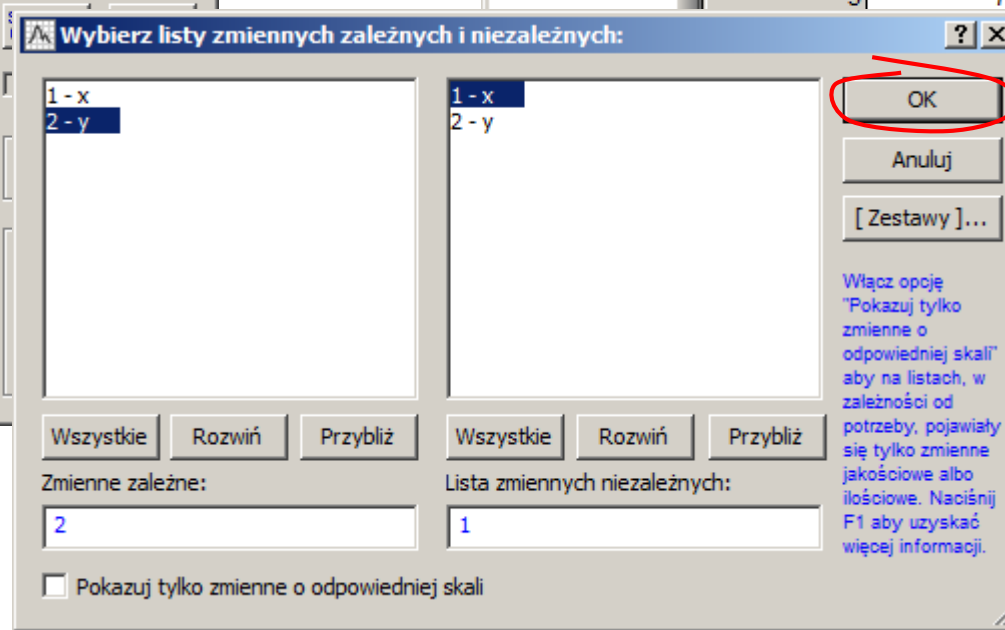 Wybierz listy zmiennych zależnych i niezależnych:
1 - x
2 - y
1 - x
2 - y
OK
Anuluj
[ Zestawy ]...
Włącz opcję
"Pokazuj tylko
zmienne o
odpowiedniej skali"
aby na listach, w
zależności od
potrzeby, pojawiały
się tylko zmienne
jakościowe albo
ilościowe. Naciśnij
F1 aby uzyskać
więcej informacji.
Wszystkie Rozwiń Przybliż
Wszystkie Rozwiń Przybliż
Zmienne zależne:
2
Lista zmiennych niezależnych:
1
Pokazuj tylko zmienne o odpowiedniej skali